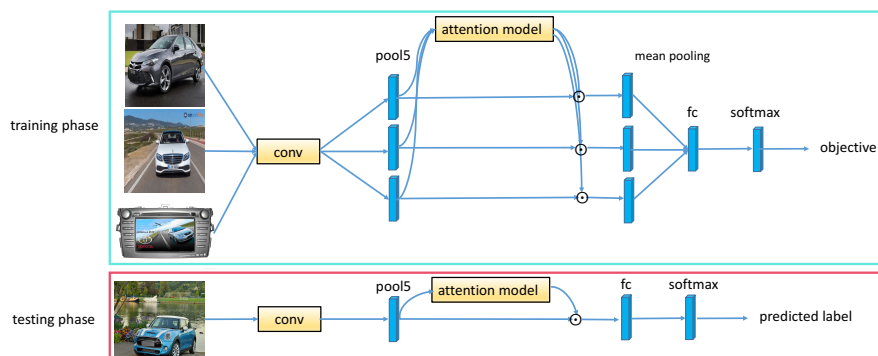 attention model
pool5
mean pooling
fc
softmax
training phase
conv
objective
pool5
attention model
fc
softmax
testing phase
conv
predicted label